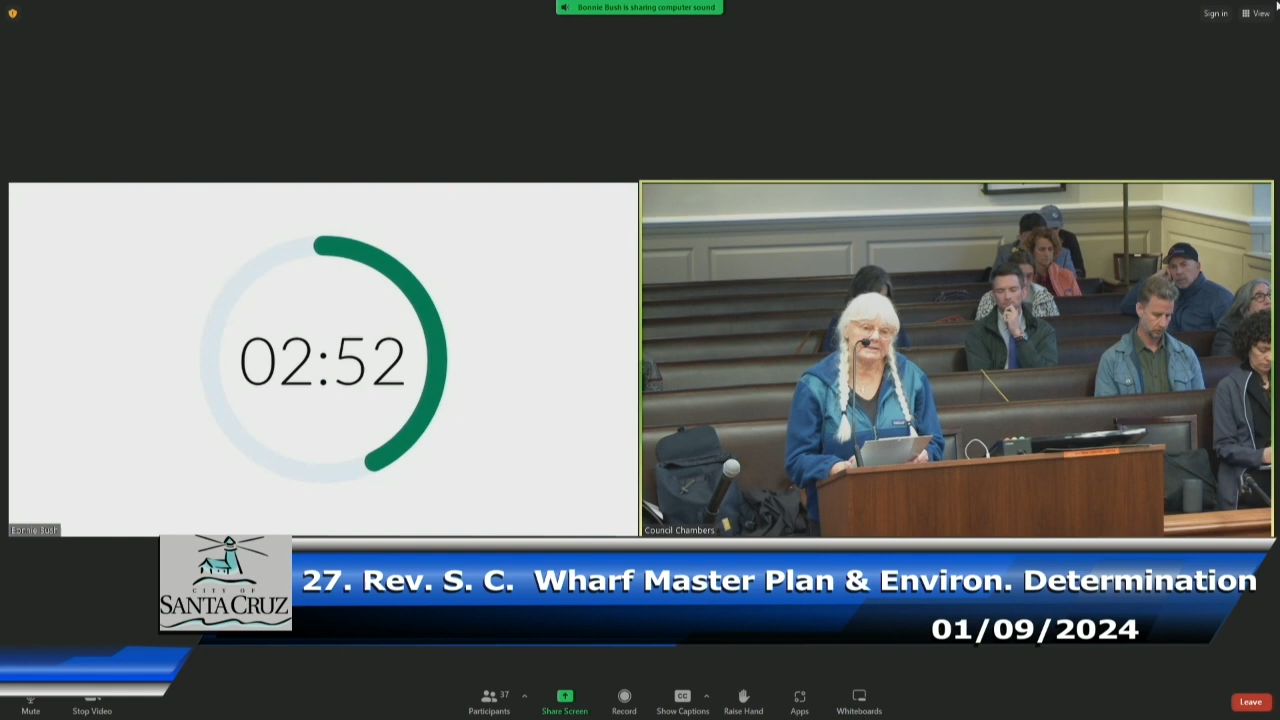 Bonnie Bush is sharing computer sound
Sign in
View
02:52
Bonnie Bush
Council Chambers
CITY OF
SANTA CRUZ
27. Rev. S. C. Wharf Master Plan & Environ. Determination
01/09/2024
Mute
Stop Video
Participants
37
Share Screen
Record
CC
Show Captions
Raise Hand
Apps
Whiteboards
Leave